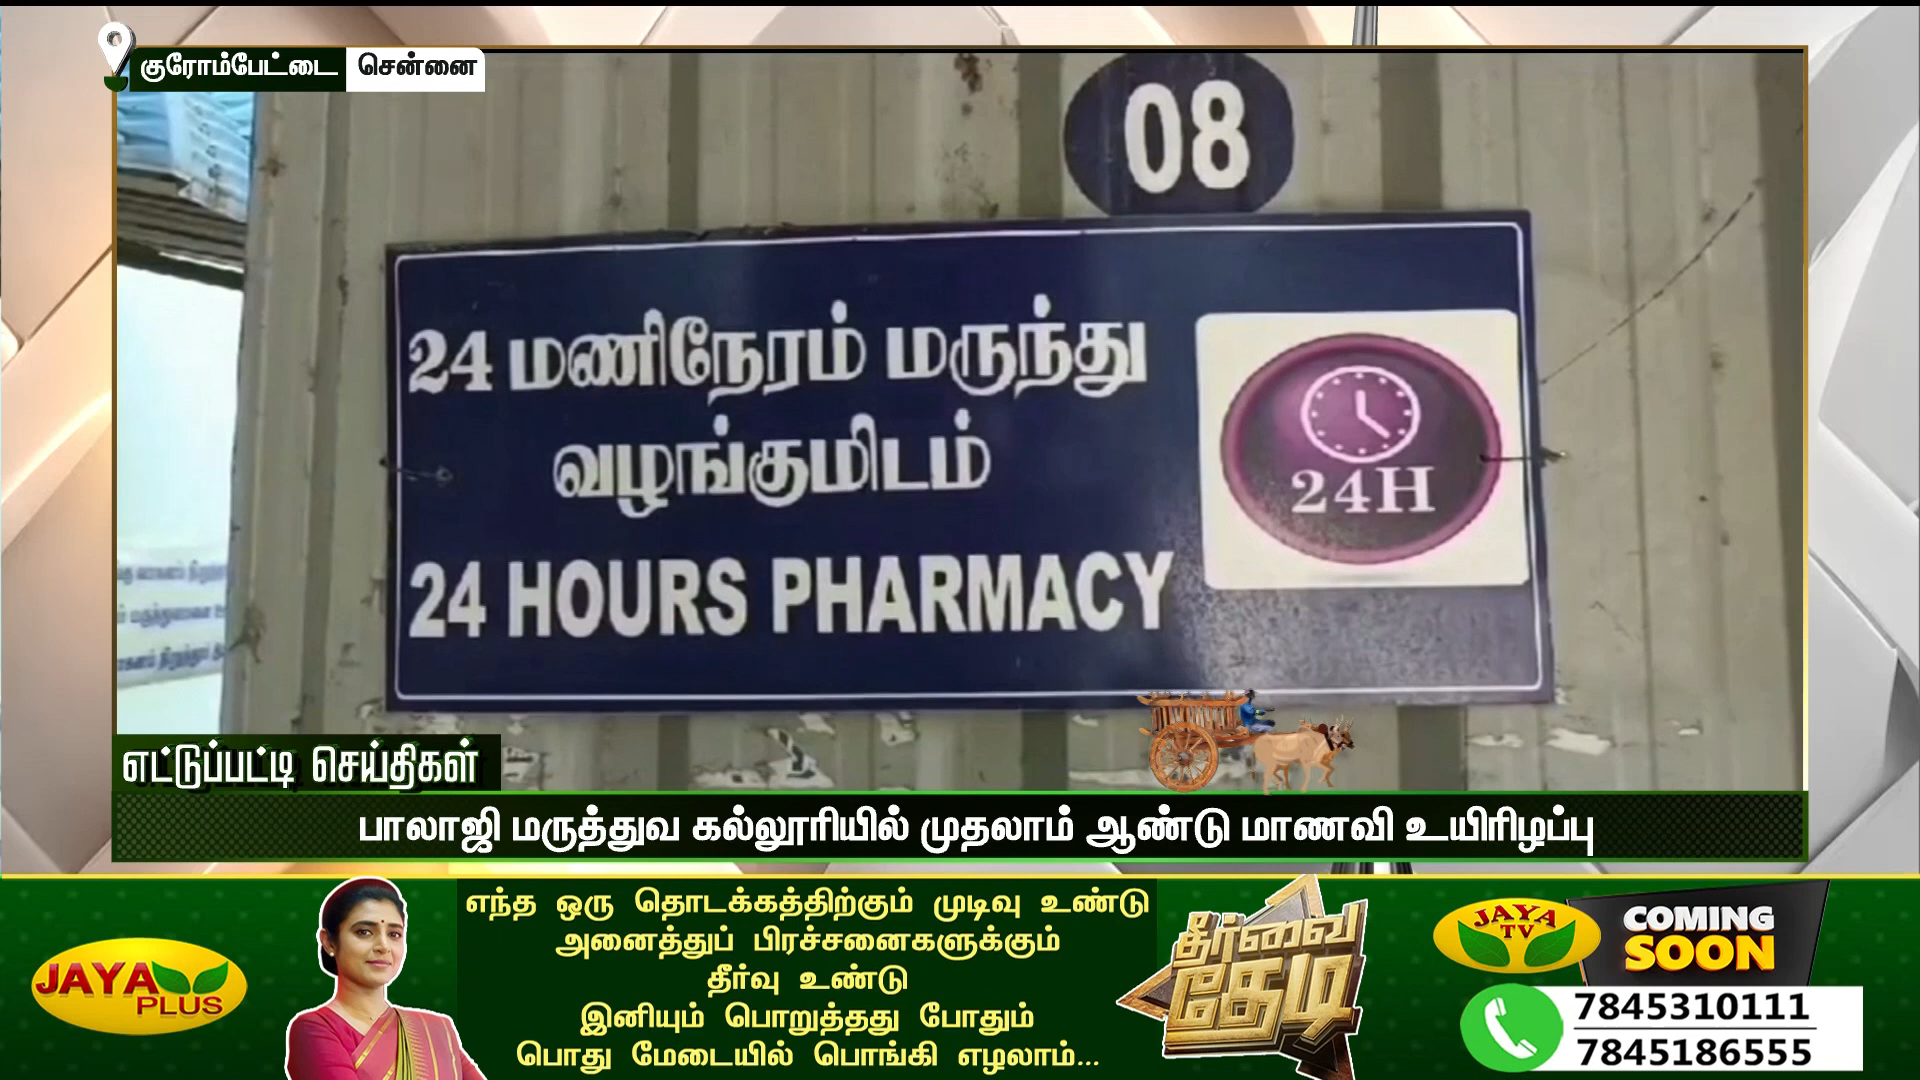 குரோம்பேட்டை சென்னை
08
24 மணிநேரம் மருந்து
வழங்குமிடம்
24 HOURS PHARMACY
24H
எட்டுப்பட்டி செய்திகள்
பாலாஜி மருத்துவ கல்லூரியில் முதலாம் ஆண்டு மாணவி உயிரிழப்பு
JAYA
PLUS
எந்த ஒரு தொடக்கத்திற்கும் முடிவு உண்டு
அனைத்துப் பிரச்சனைகளுக்கும்
தீர்வு உண்டு
இனியும் பொறுத்தது போதும்
பொது மேடையில் பொங்கி எழலாம்...
தீர்வை
தேடி
JAYA
TV
COMING
SOON
7845310111
7845186555